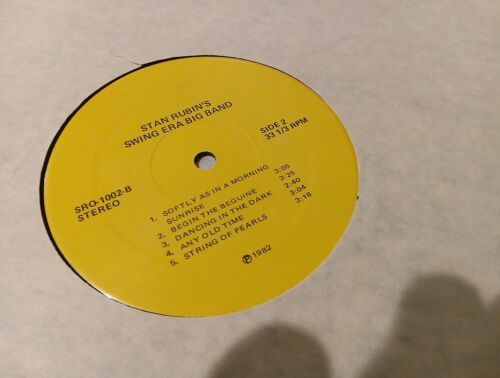 STAN RUBIN'S
SWING ERA BIG BAND
SRO-1002-B
STEREO
SIDE 2
33 1/3 RPM
1. SOFTLY AS IN A MORNING
SUNRISE 3:05
2. BEGIN THE BEGUINE 3:25
3. DANCING IN THE DARK 2:40
4. ANY OLD TIME 3:04
5. STRING OF PEARLS 3:18
℗ 1982